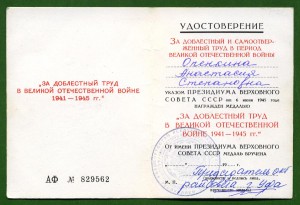 „ЗА ДОБЛЕСТНЫЙ ТРУД
В ВЕЛИКОЙ ОТЕЧЕСТВЕННОЙ ВОЙНЕ
1941—1945 гг.“
АФ № 829562
УДОСТОВЕРЕНИЕ
ЗА ДОБЛЕСТНЫЙ И САМООТВЕР-
ЖЕННЫЙ ТРУД В ПЕРИОД
ВЕЛИКОЙ ОТЕЧЕСТВЕННОЙ ВОЙНЫ
Анастасия
Степановна
УКАЗОМ ПРЕЗИДИУМА ВЕРХОВНОГО
СОВЕТА СССР от 6 июня 1945 года
НАГРАЖДЕН МЕДАЛЬЮ
„ЗА ДОБЛЕСТНЫЙ ТРУД
В ВЕЛИКОЙ ОТЕЧЕСТВЕННОЙ
ВОЙНЕ 1941—1945 гг.“
От имени ПРЕЗИДИУМА ВЕРХОВНОГО
СОВЕТА СССР МЕДАЛЬ ВРУЧЕНА
Председатель
М. П.
г. Уфа